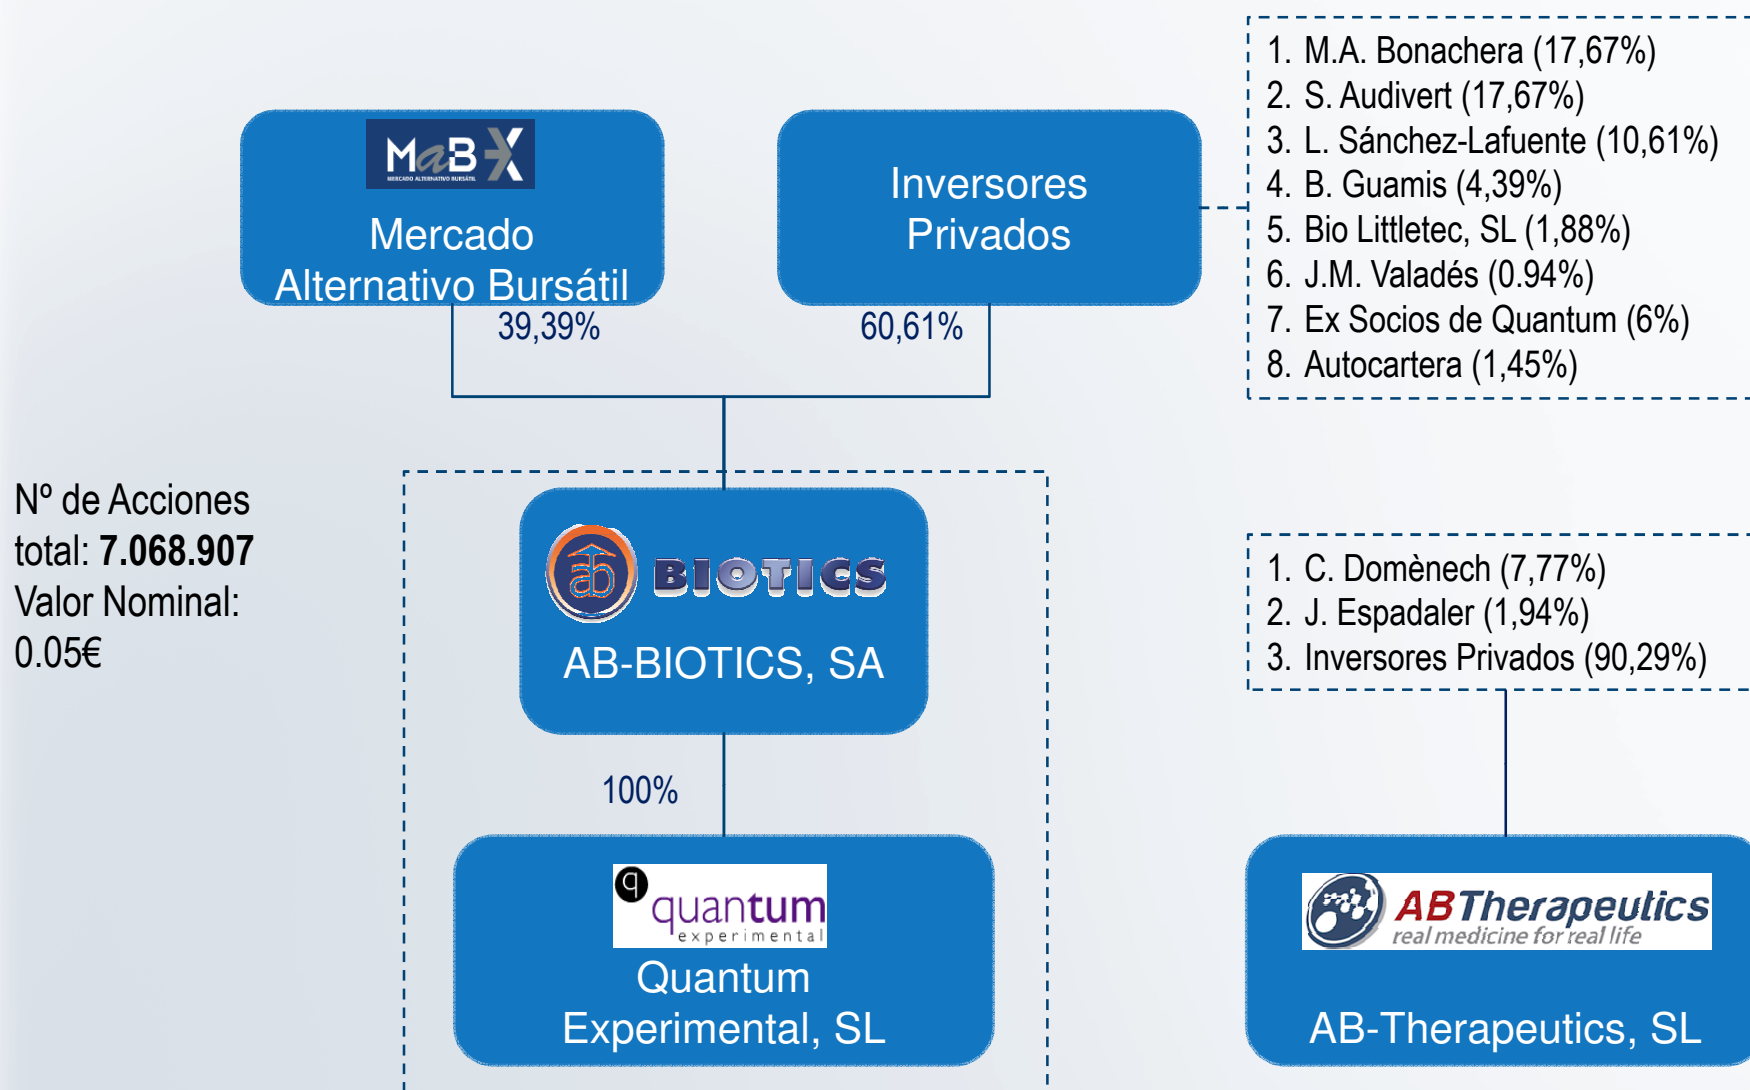 MaB
MERCADO ALTERNATIVO BURSÁTIL
Mercado
Alternativo Bursátil
39,39%
Inversores
Privados
60,61%
1. M.A. Bonachera (17,67%)
2. S. Audivert (17,67%)
3. L. Sánchez-Lafuente (10,61%)
4. B. Guamis (4,39%)
5. Bio Littletec, SL (1,88%)
6. J.M. Valadés (0.94%)
7. Ex Socios de Quantum (6%)
8. Autocartera (1,45%)
Nº de Acciones
total: 7.068.907
Valor Nominal:
0.05€
ab BIOTICS
AB-BIOTICS, SA
100%
q
quantum
experimental
Quantum
Experimental, SL
1. C. Domènech (7,77%)
2. J. Espadaler (1,94%)
3. Inversores Privados (90,29%)
ABTherapeutics
real medicine for real life
AB-Therapeutics, SL